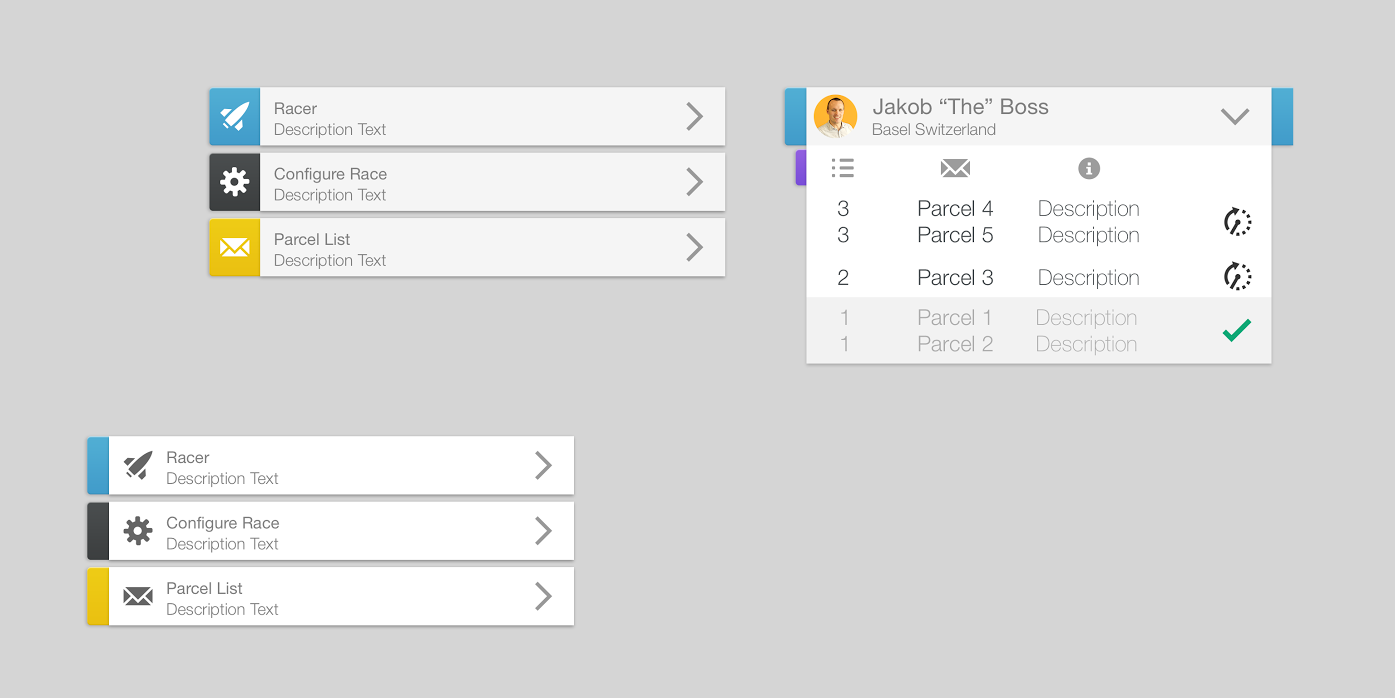 Racer
Description Text
Configure Race
Description Text
Parcel List
Description Text
Jakob “The” Boss
Basel Switzerland
3 Parcel 4 Description
3 Parcel 5 Description
2 Parcel 3 Description
1 Parcel 1 Description
1 Parcel 2 Description
Racer
Description Text
Configure Race
Description Text
Parcel List
Description Text